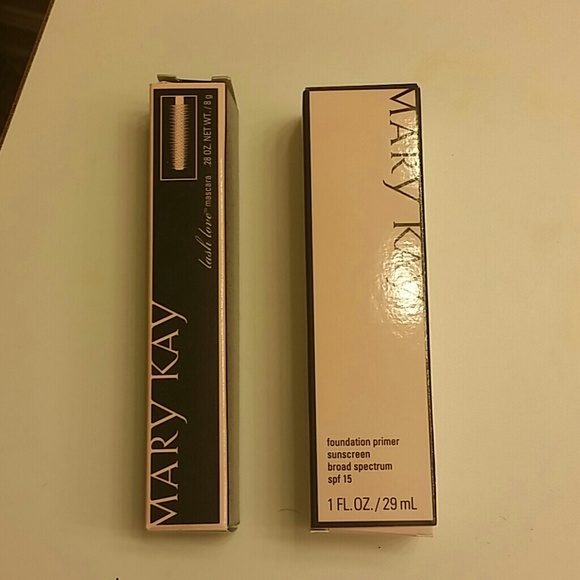 MARY KAY
lash love™ mascara .28 OZ. NET WT. / 8 g
MARY KAY
foundation primer
sunscreen
broad spectrum
spf 15
1 FL.OZ. / 29 mL